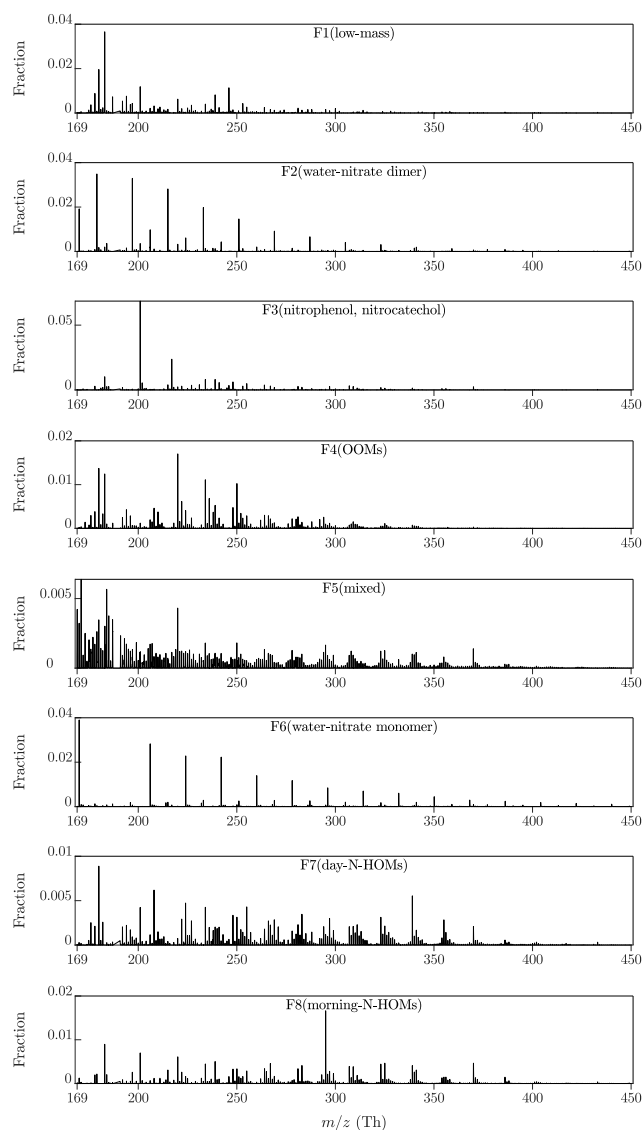 F1(low-mass)
Fraction
0.04
0.02
0
169 200 250 300 350 400 450
F2(water-nitrate dimer)
Fraction
0.04
0.02
0
169 200 250 300 350 400 450
F3(nitrophenol, nitrocatechol)
Fraction
0.05
0
169 200 250 300 350 400 450
F4(OOMs)
Fraction
0.02
0.01
0
169 200 250 300 350 400 450
F5(mixed)
Fraction
0.005
0
169 200 250 300 350 400 450
F6(water-nitrate monomer)
Fraction
0.04
0.02
0
169 200 250 300 350 400 450
F7(day-N-HOMs)
Fraction
0.01
0.005
0
169 200 250 300 350 400 450
F8(morning-N-HOMs)
Fraction
0.02
0.01
0
169 200 250 300 350 400 450
m/z (Th)